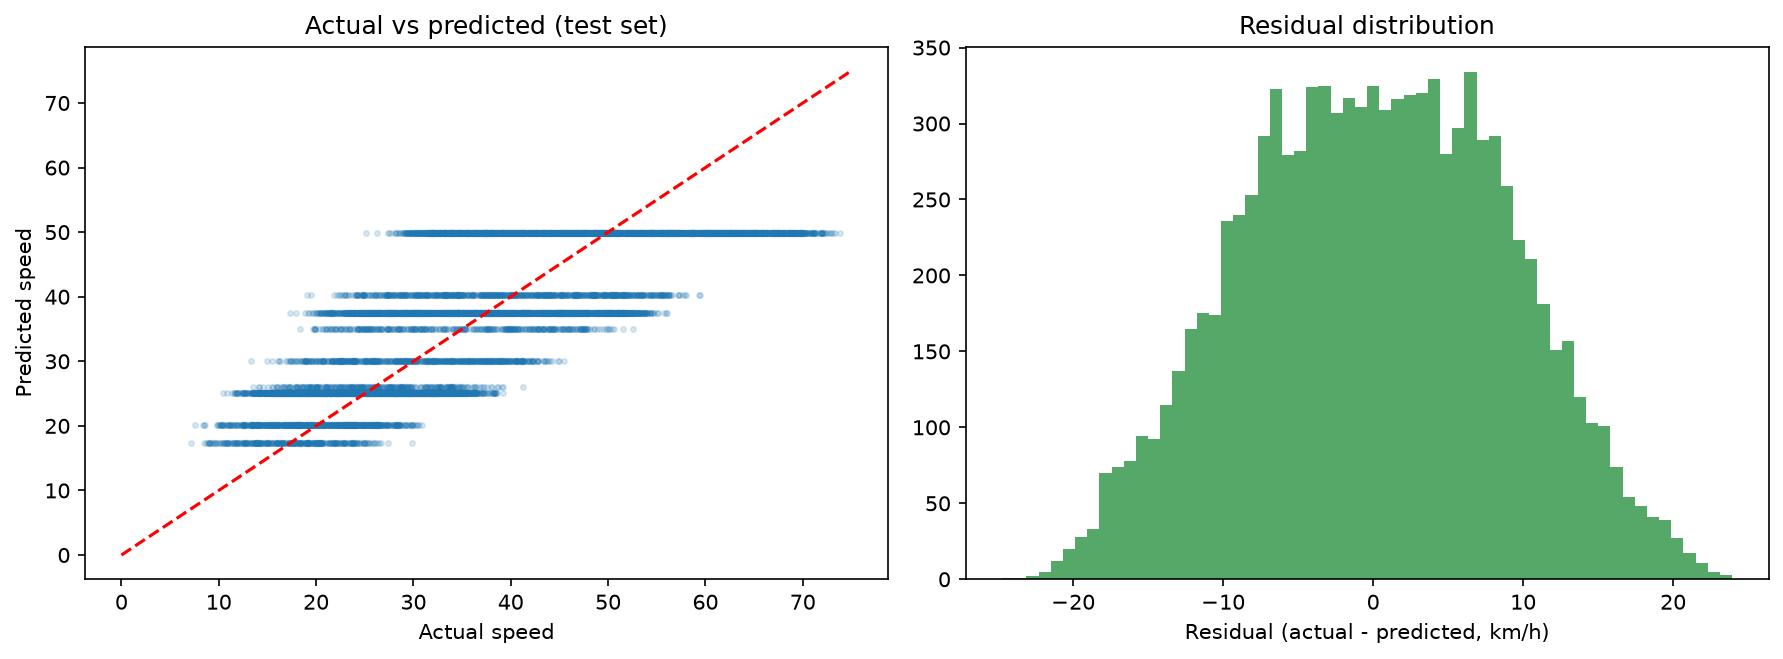 Actual vs predicted (test set)
Predicted speed
70
60
50
40
30
20
10
0
0 10 20 30 40 50 60 70
Actual speed
Residual distribution
350
300
250
200
150
100
50
0
−20 −10 0 10 20
Residual (actual - predicted, km/h)